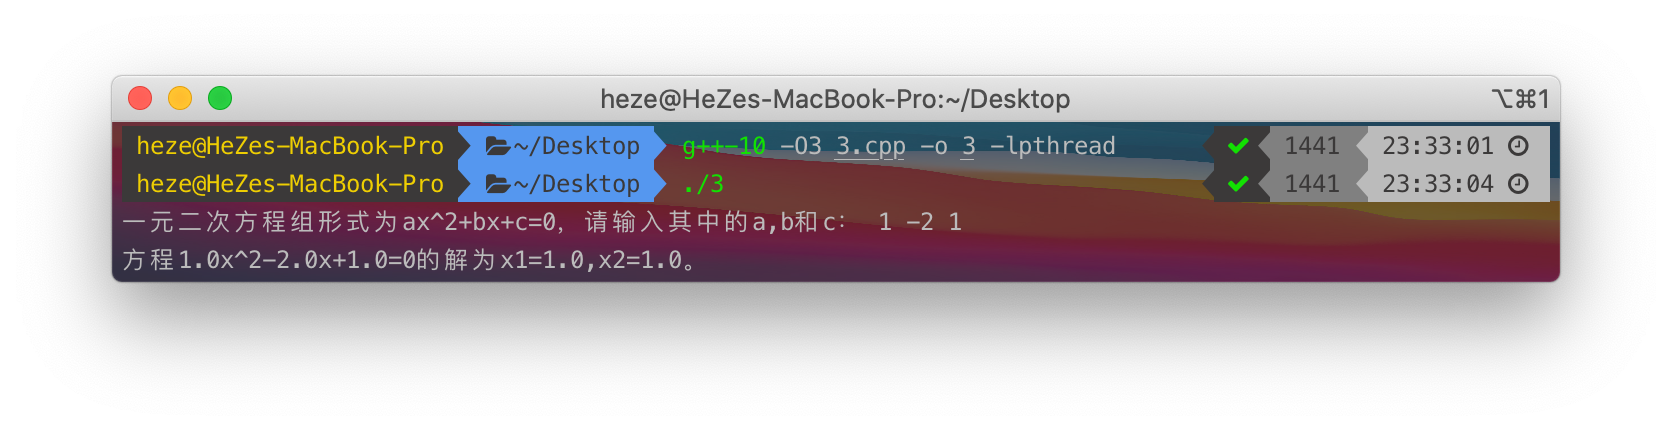 heze@HeZes-MacBook-Pro:~/Desktop ⌥⌘1
heze@HeZes-MacBook-Pro ~/Desktop g++-10 -O3 3.cpp -o 3 -lpthread ✔ 1441 23:33:01
heze@HeZes-MacBook-Pro ~/Desktop ./3 ✔ 1441 23:33:04
一元二次方程组形式为ax^2+bx+c=0，请输入其中的a,b和c： 1 -2 1
方程1.0x^2-2.0x+1.0=0的解为x1=1.0,x2=1.0。